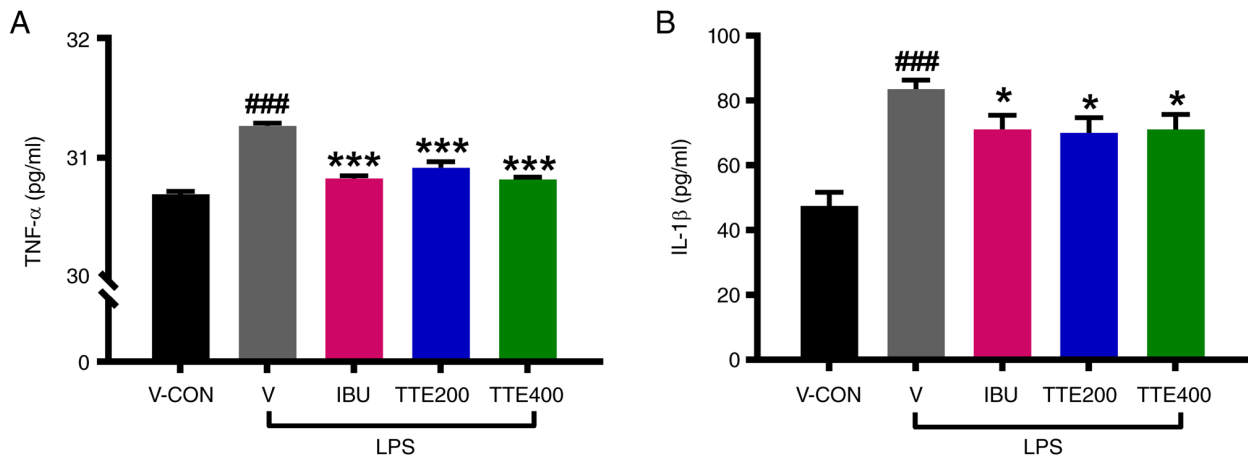 A
TNF-α (pg/ml)
32
31
30
0
###
***
***
***
V-CON
V
IBU
TTE200
TTE400
LPS
B
IL-1β (pg/ml)
100
80
60
40
20
0
###
*
*
*
V-CON
V
IBU
TTE200
TTE400
LPS